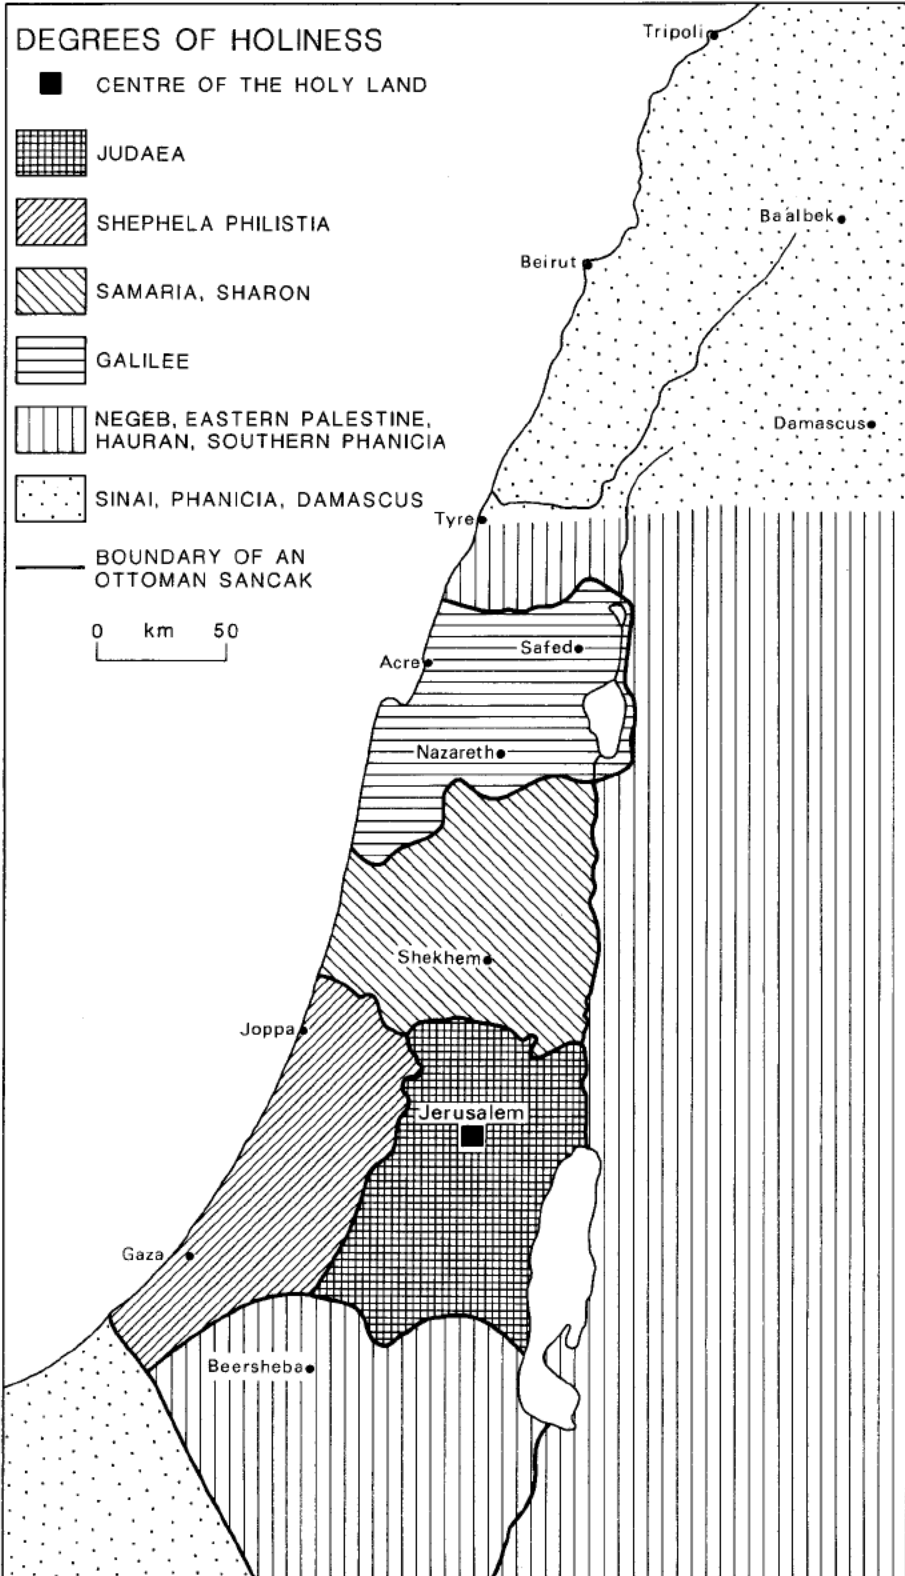 DEGREES OF HOLINESS
CENTRE OF THE HOLY LAND
JUDAEA
SHEPHELA PHILISTIA
SAMARIA, SHARON
GALILEE
NEGEB, EASTERN PALESTINE,
HAURAN, SOUTHERN PHANICIA
SINAI, PHANICIA, DAMASCUS
BOUNDARY OF AN
OTTOMAN SANCAK
0 km 50
Tripoli
Ba'albek
Beirut
Damascus
Tyre
Safed
Acre
Nazareth
Shekhem
Joppa
Jerusalem
Gaza
Beersheba